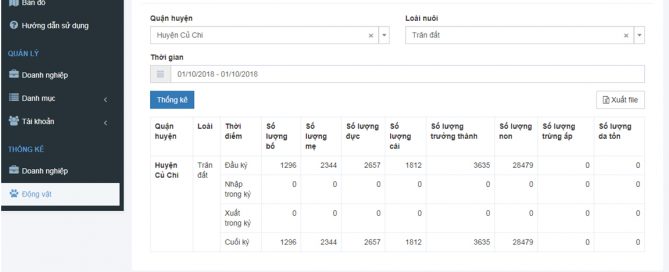 Bản đồ
Hướng dẫn sử dụng
QUẢN LÝ
Doanh nghiệp
Danh mục
Tài khoản
THỐNG KÊ
Doanh nghiệp
Động vật
Quận huyện Loài nuôi
Huyện Củ Chi × Trăn đất ×
Thời gian
01/10/2018 - 01/10/2018
Thống kê Xuất file
Quận huyện Loài Thời điểm Số lượng bố Số lượng mẹ Số lượng đực Số lượng cái Số lượng trưởng thành Số lượng non Số lượng trứng ấp Số lượng da tồn
Huyện Củ Chi Trăn đất Đầu kỳ 1296 2344 2657 1812 3635 28479 0 0
Nhập trong kỳ 0 0 0 0 0 0 0 0
Xuất trong kỳ 0 0 0 0 0 0 0 0
Cuối kỳ 1296 2344 2657 1812 3635 28479 0 0